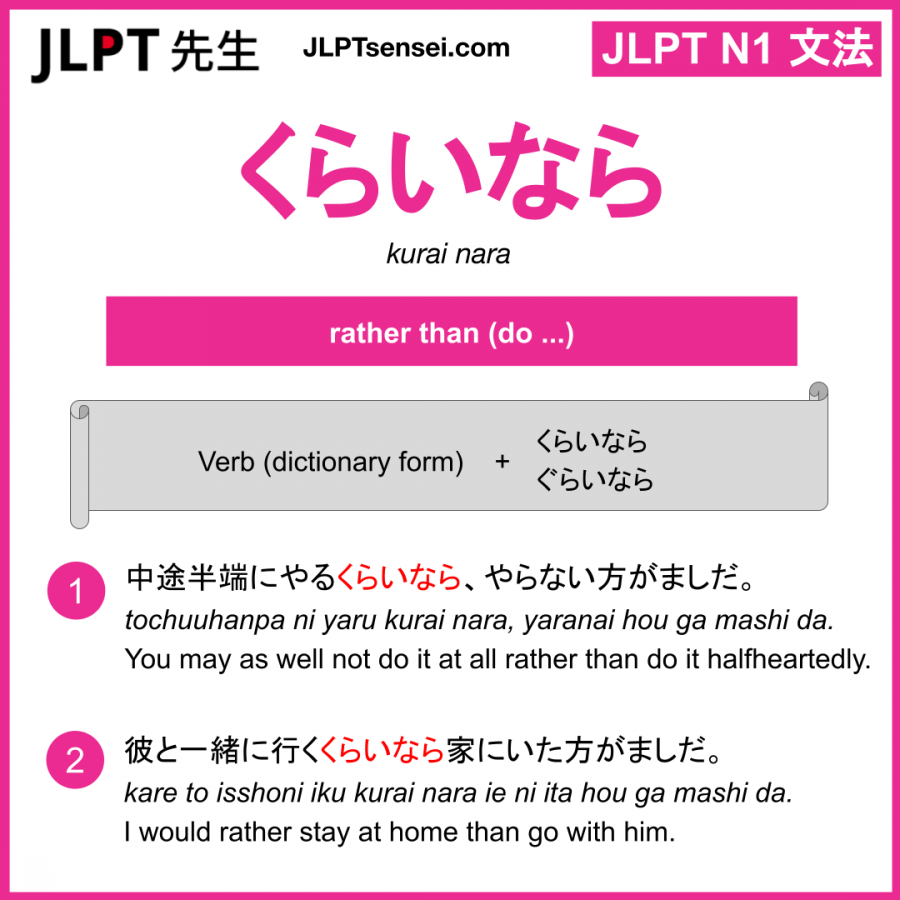 JLPT 先生
JLPTsensei.com
JLPT N1 文法
くらいなら
kurai nara
rather than (do ...)
Verb (dictionary form) + くらいなら
ぐらいなら
1 中途半端にやるくらいなら、やらない方がましだ。
tochuuhanpa ni yaru kurai nara, yaranai hou ga mashi da.
You may as well not do it at all rather than do it halfheartedly.
2 彼と一緒に行くくらいなら家にいた方がましだ。
kare to isshoni iku kurai nara ie ni ita hou ga mashi da.
I would rather stay at home than go with him.